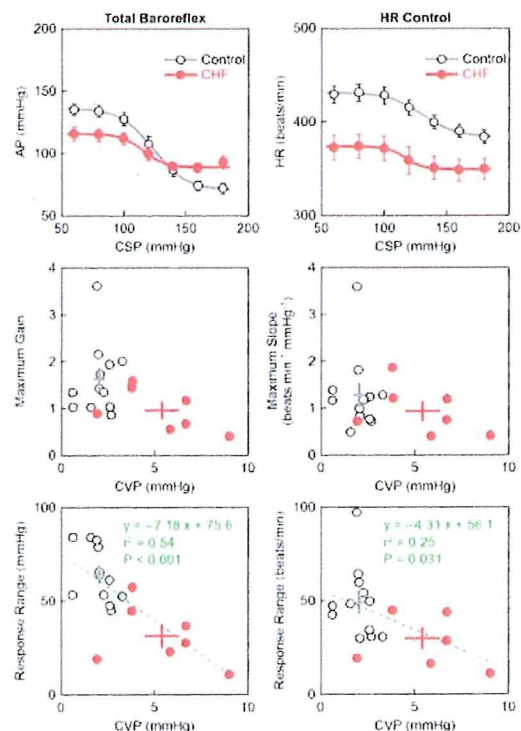 Total Baroreflex
HR Control
200
150
100
50
AP (mmHg)
Control
CHF
50 100 150 200
CSP (mmHg)
500
400
300
HR (beats/min)
Control
CHF
50 100 150 200
CSP (mmHg)
4
3
2
1
0
Maximum Gain
0 5 10
CVP (mmHg)
4
3
2
1
0
Maximum Slope
(beats min⁻¹ mmHg⁻¹)
0 5 10
CVP (mmHg)
100
50
0
Response Range (mmHg)
y = −7.18 x + 75.6
r² = 0.54
P < 0.001
0 5 10
CVP (mmHg)
100
50
0
Response Range (beats/min)
y = −4.31 x + 56.1
r² = 0.25
P = 0.031
0 5 10
CVP (mmHg)